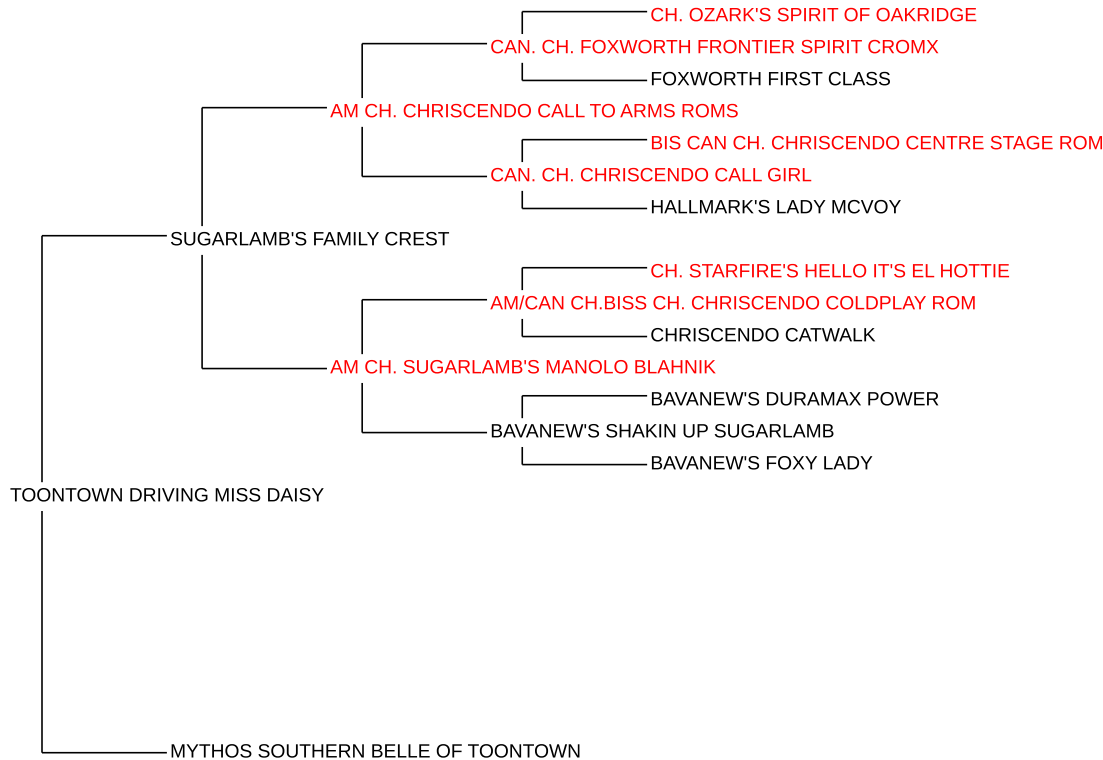 CH. OZARK'S SPIRIT OF OAKRIDGE
CAN. CH. FOXWORTH FRONTIER SPIRIT CROMX
FOXWORTH FIRST CLASS
AM CH. CHRISCENDO CALL TO ARMS ROMS
BIS CAN CH. CHRISCENDO CENTRE STAGE ROM
CAN. CH. CHRISCENDO CALL GIRL
HALLMARK'S LADY MCVOY
SUGARLAMB'S FAMILY CREST
CH. STARFIRE'S HELLO IT'S EL HOTTIE
AM/CAN CH.BISS CH. CHRISCENDO COLDPLAY ROM
CHRISCENDO CATWALK
AM CH. SUGARLAMB'S MANOLO BLAHNIK
BAVANEW'S DURAMAX POWER
BAVANEW'S SHAKIN UP SUGARLAMB
BAVANEW'S FOXY LADY
TOONTOWN DRIVING MISS DAISY
MYTHOS SOUTHERN BELLE OF TOONTOWN